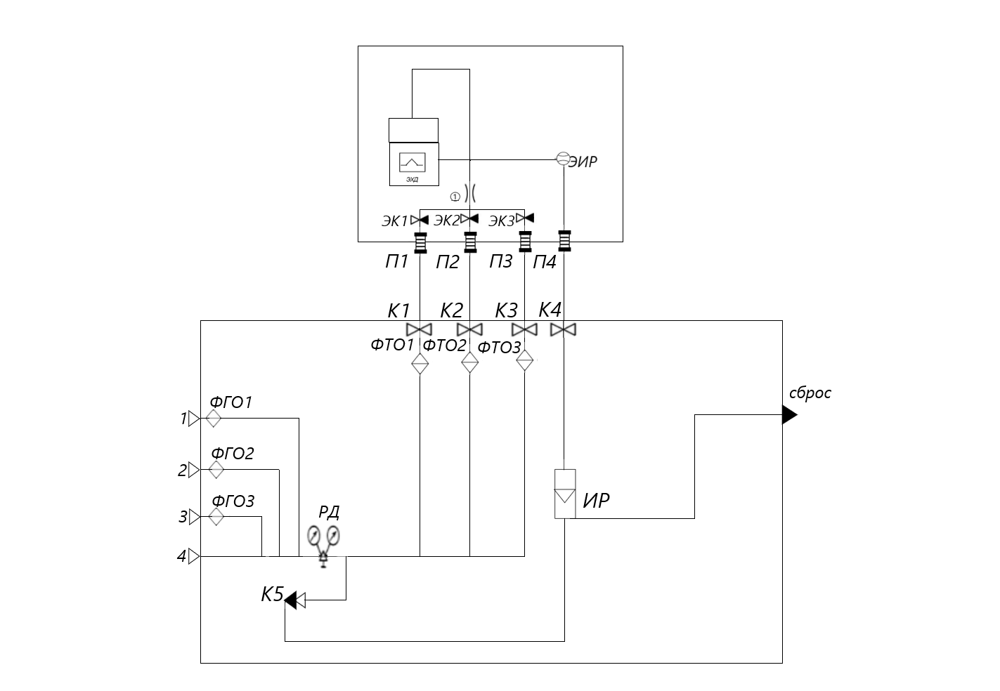 ЭИР
ЭХД
①
ЭК1
ЭК2
ЭК3
П1
П2
П3
П4
К1
К2
К3
К4
ФТО1
ФТО2
ФТО3
сброс
ФГО1
1
ФГО2
2
ФГО3
3
РД
ИР
4
К5